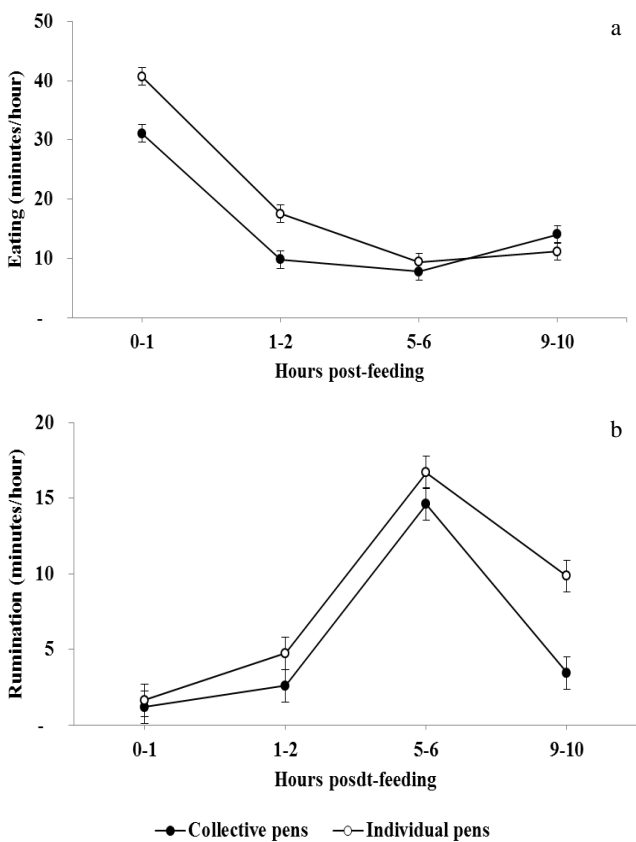 a
50
40
30
20
10
-
Eating (minutes/hour)
0-1 1-2 5-6 9-10
Hours post-feeding
b
20
15
10
5
-
Rumination (minutes/hour)
0-1 1-2 5-6 9-10
Hours posdt-feeding
Collective pens Individual pens